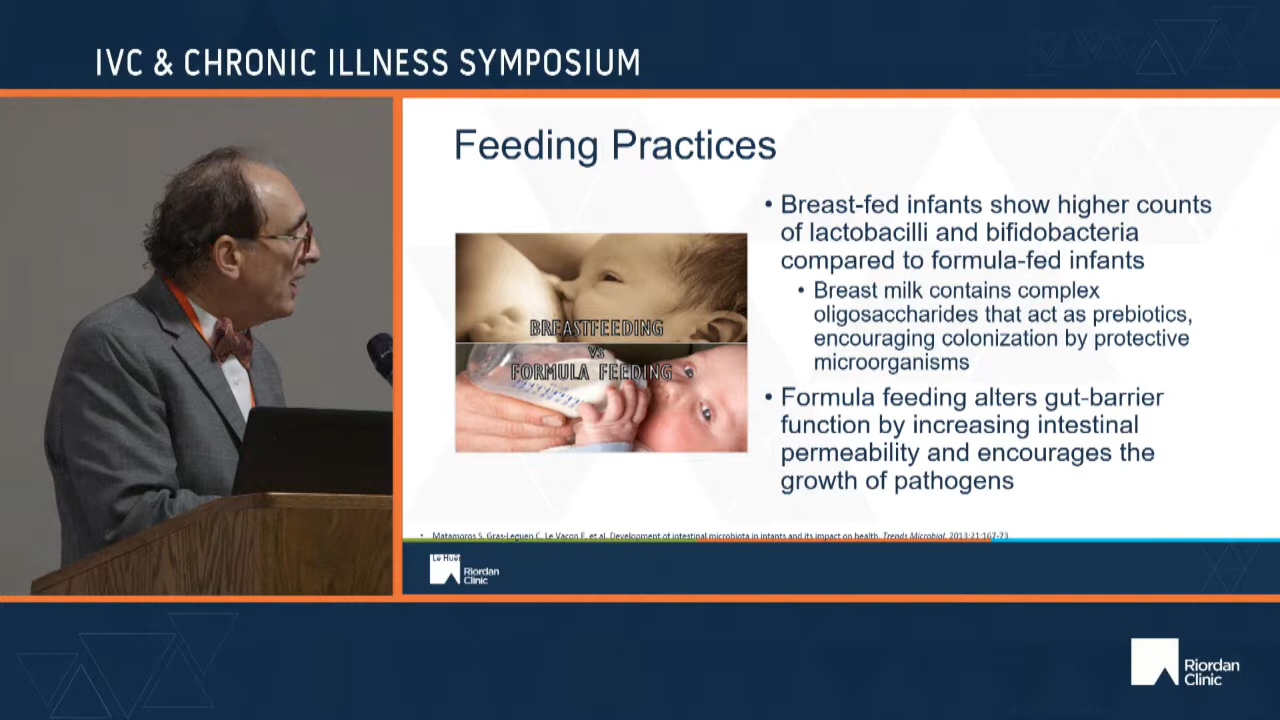 IVC & CHRONIC ILLNESS SYMPOSIUM
Feeding Practices
BREASTFEEDING
VS
FORMULA FEEDING
• Breast-fed infants show higher counts
of lactobacilli and bifidobacteria
compared to formula-fed infants
• Breast milk contains complex
oligosaccharides that act as prebiotics,
encouraging colonization by protective
microorganisms
• Formula feeding alters gut-barrier
function by increasing intestinal
permeability and encourages the
growth of pathogens
• Matamoros S, Gras-Leguen C, Le Vacon F, et al. Development of intestinal microbiota in infants and its impact on health. Trends Microbiol. 2013;21:167-73
Le Hue
Riordan
Clinic
Riordan
Clinic